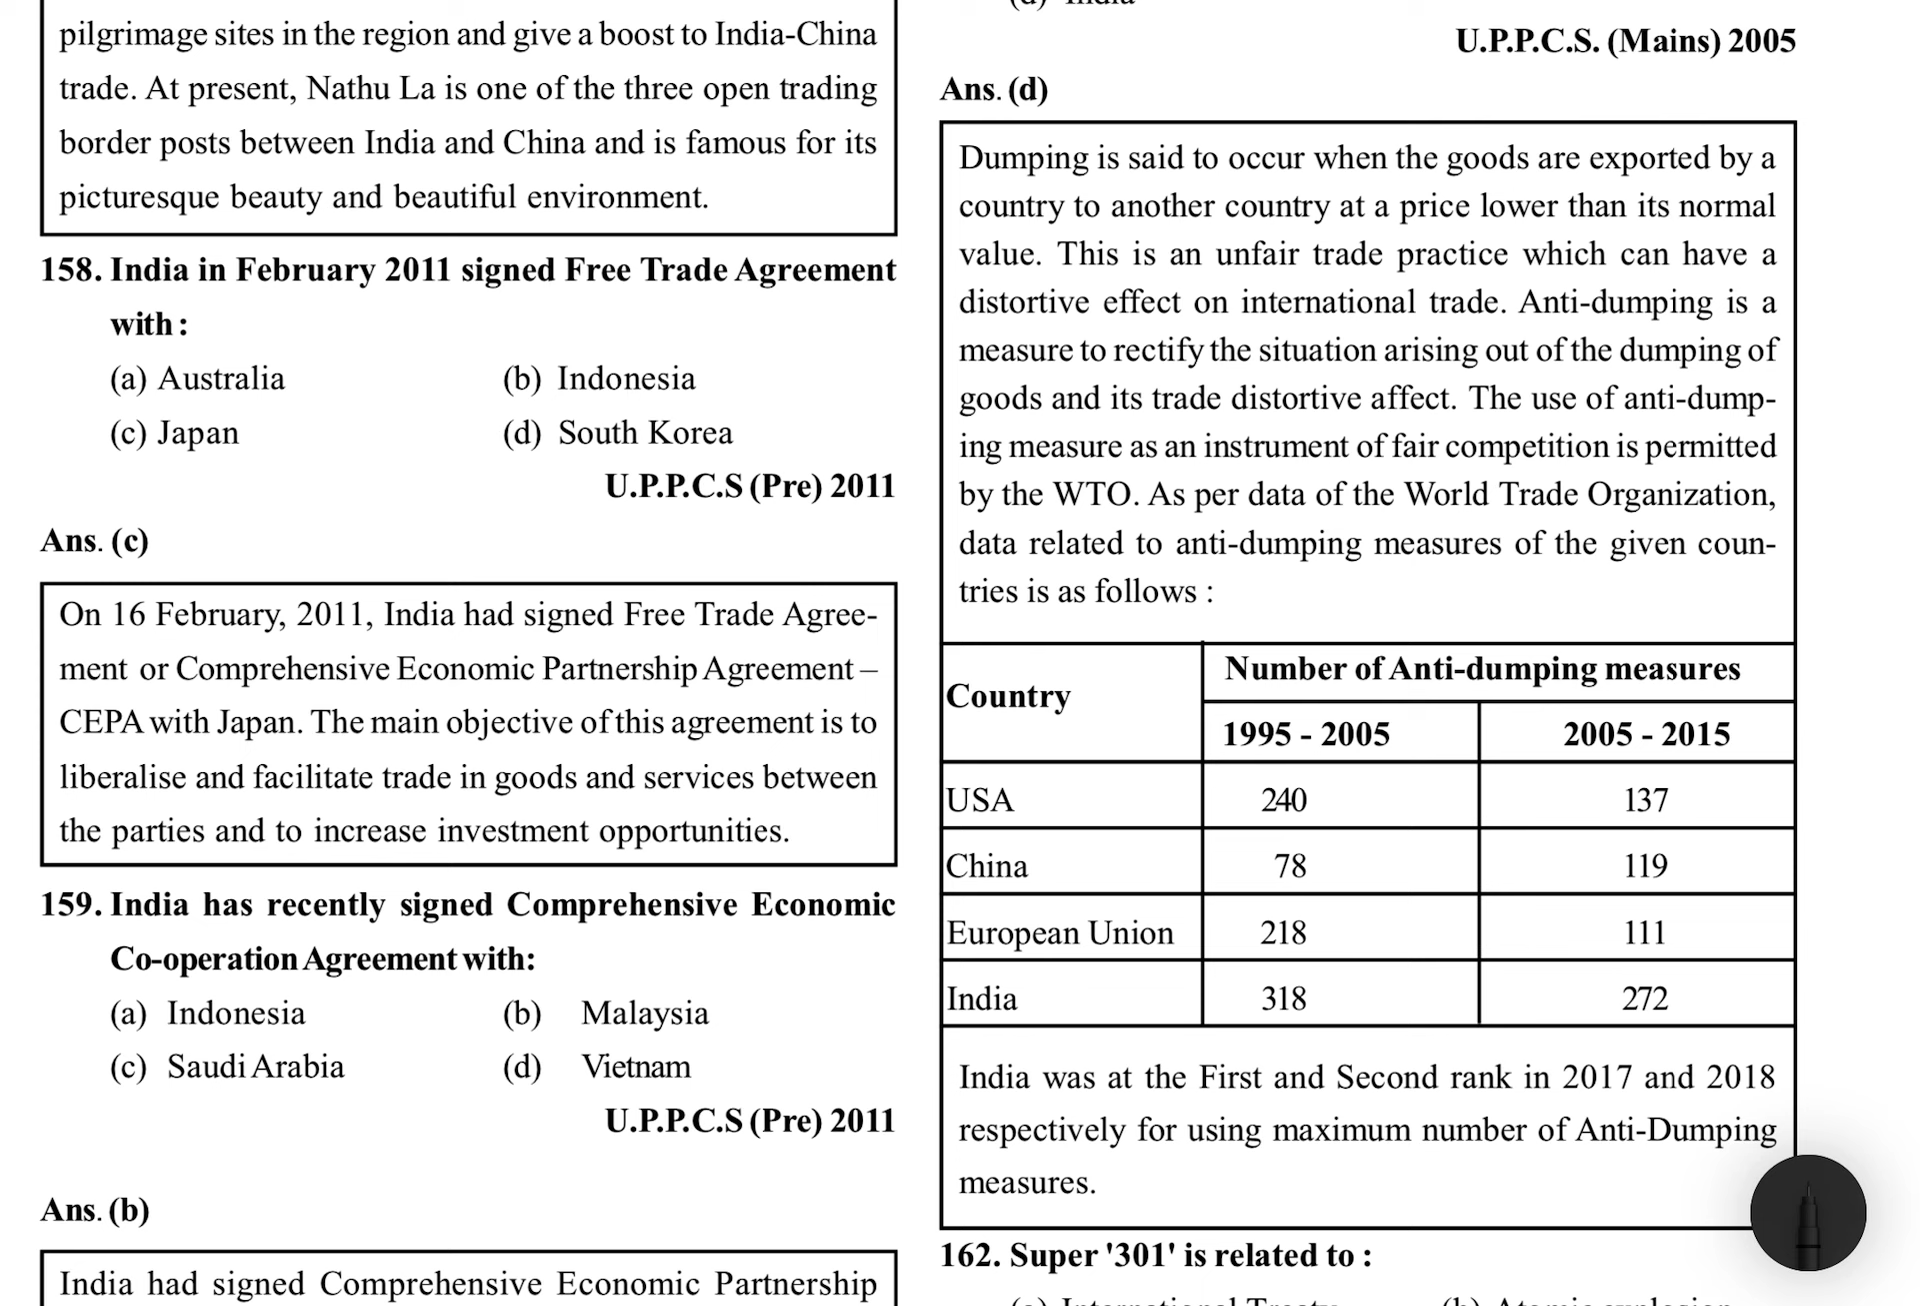 pilgrimage sites in the region and give a boost to India-China
trade. At present, Nathu La is one of the three open trading
border posts between India and China and is famous for its
picturesque beauty and beautiful environment.
158. India in February 2011 signed Free Trade Agreement
with :
(a) Australia (b) Indonesia
(c) Japan (d) South Korea
U.P.P.C.S (Pre) 2011
Ans. (c)
On 16 February, 2011, India had signed Free Trade Agree-
ment or Comprehensive Economic Partnership Agreement –
CEPA with Japan. The main objective of this agreement is to
liberalise and facilitate trade in goods and services between
the parties and to increase investment opportunities.
159. India has recently signed Comprehensive Economic
Co-operation Agreement with:
(a) Indonesia (b) Malaysia
(c) Saudi Arabia (d) Vietnam
U.P.P.C.S (Pre) 2011
Ans. (b)
India had signed Comprehensive Economic Partnership
(d) India
U.P.P.C.S. (Mains) 2005
Ans. (d)
Dumping is said to occur when the goods are exported by a
country to another country at a price lower than its normal
value. This is an unfair trade practice which can have a
distortive effect on international trade. Anti-dumping is a
measure to rectify the situation arising out of the dumping of
goods and its trade distortive affect. The use of anti-dump-
ing measure as an instrument of fair competition is permitted
by the WTO. As per data of the World Trade Organization,
data related to anti-dumping measures of the given coun-
tries is as follows :
Country Number of Anti-dumping measures
1995 - 2005 2005 - 2015
USA 240 137
China 78 119
European Union 218 111
India 318 272
India was at the First and Second rank in 2017 and 2018
respectively for using maximum number of Anti-Dumping
measures.
162. Super '301' is related to :
(a) International Treaty (b) Atomic explosion